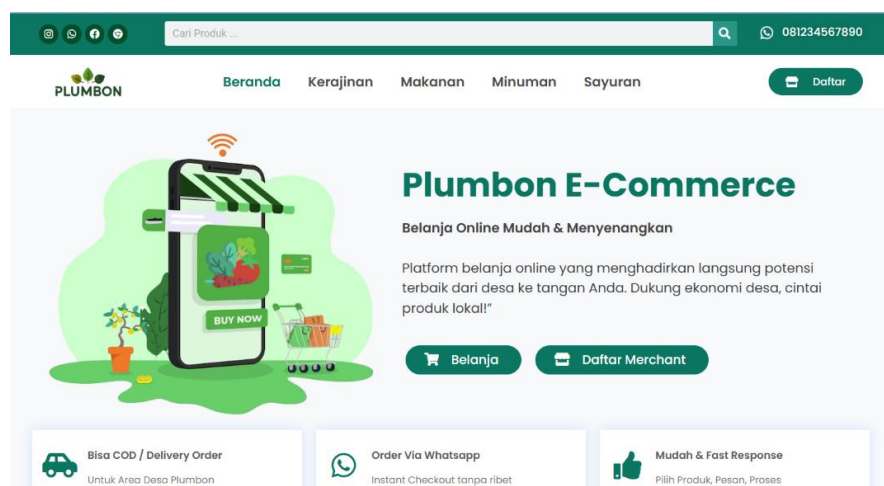 Cari Produk ...
081234567890
PLUMBON
Beranda
Kerajinan
Makanan
Minuman
Sayuran
Daftar
Plumbon E-Commerce
Belanja Online Mudah & Menyenangkan
Platform belanja online yang menghadirkan langsung potensi
terbaik dari desa ke tangan Anda. Dukung ekonomi desa, cintai
produk lokal!”
BUY NOW
Belanja
Daftar Merchant
Bisa COD / Delivery Order
Untuk Area Desa Plumbon
Order Via Whatsapp
Instant Checkout tanpa ribet
Mudah & Fast Response
Pilih Produk, Pesan, Proses